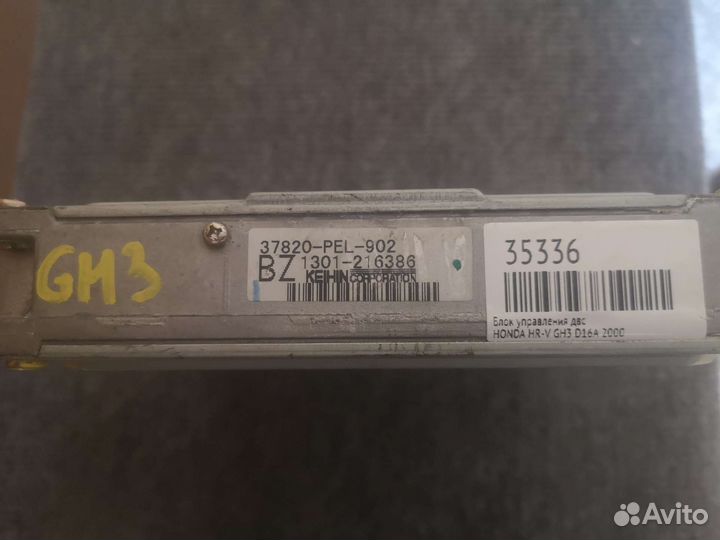 GH3
37820-PEL-902
BZ 1301-216386
KEIHIN CORPORATION
35336
Блок управления двс
HONDA HR-V GH3 D16A 2000
Avito